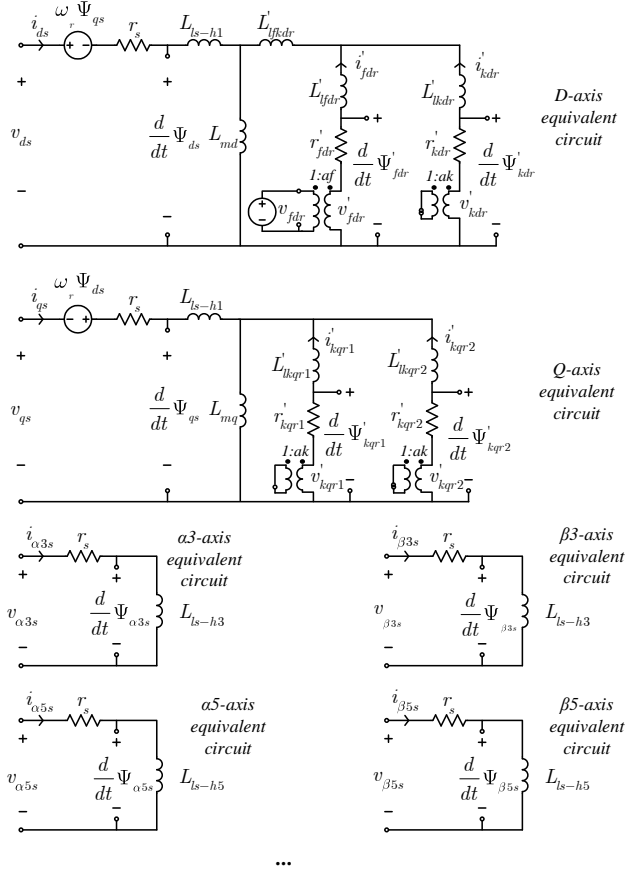 i_ds ω_r Ψ_qs r_s L_ls-h1 L'_lfkdr
+ −
i'_fdr i'_kdr
L'_lfdr L'_lkdr
+ + + +
v_ds d/dt Ψ_ds L_md r'_fdr d/dt Ψ'_fdr r'_kdr d/dt Ψ'_kdr
D-axis
equivalent
circuit
1:af 1:ak
+ − v_fdr v'_fdr v'_kdr
− − − −
i_qs ω_r Ψ_ds r_s L_ls-h1
− +
i'_kqr1 i'_kqr2
L'_lkqr1 L'_lkqr2
+ + + +
v_qs d/dt Ψ_qs L_mq r'_kqr1 d/dt Ψ'_kqr1 r'_kqr2 d/dt Ψ'_kqr2
Q-axis
equivalent
circuit
1:ak 1:ak
v'_kqr1 v'_kqr2
− − − −
i_α3s r_s
α3-axis
equivalent
circuit
+ +
v_α3s d/dt Ψ_α3s L_ls-h3
− −
i_β3s r_s
β3-axis
equivalent
circuit
+ +
v_β3s d/dt Ψ_β3s L_ls-h3
− −
i_α5s r_s
α5-axis
equivalent
circuit
+ +
v_α5s d/dt Ψ_α5s L_ls-h5
− −
i_β5s r_s
β5-axis
equivalent
circuit
+ +
v_β5s d/dt Ψ_β5s L_ls-h5
− −
...